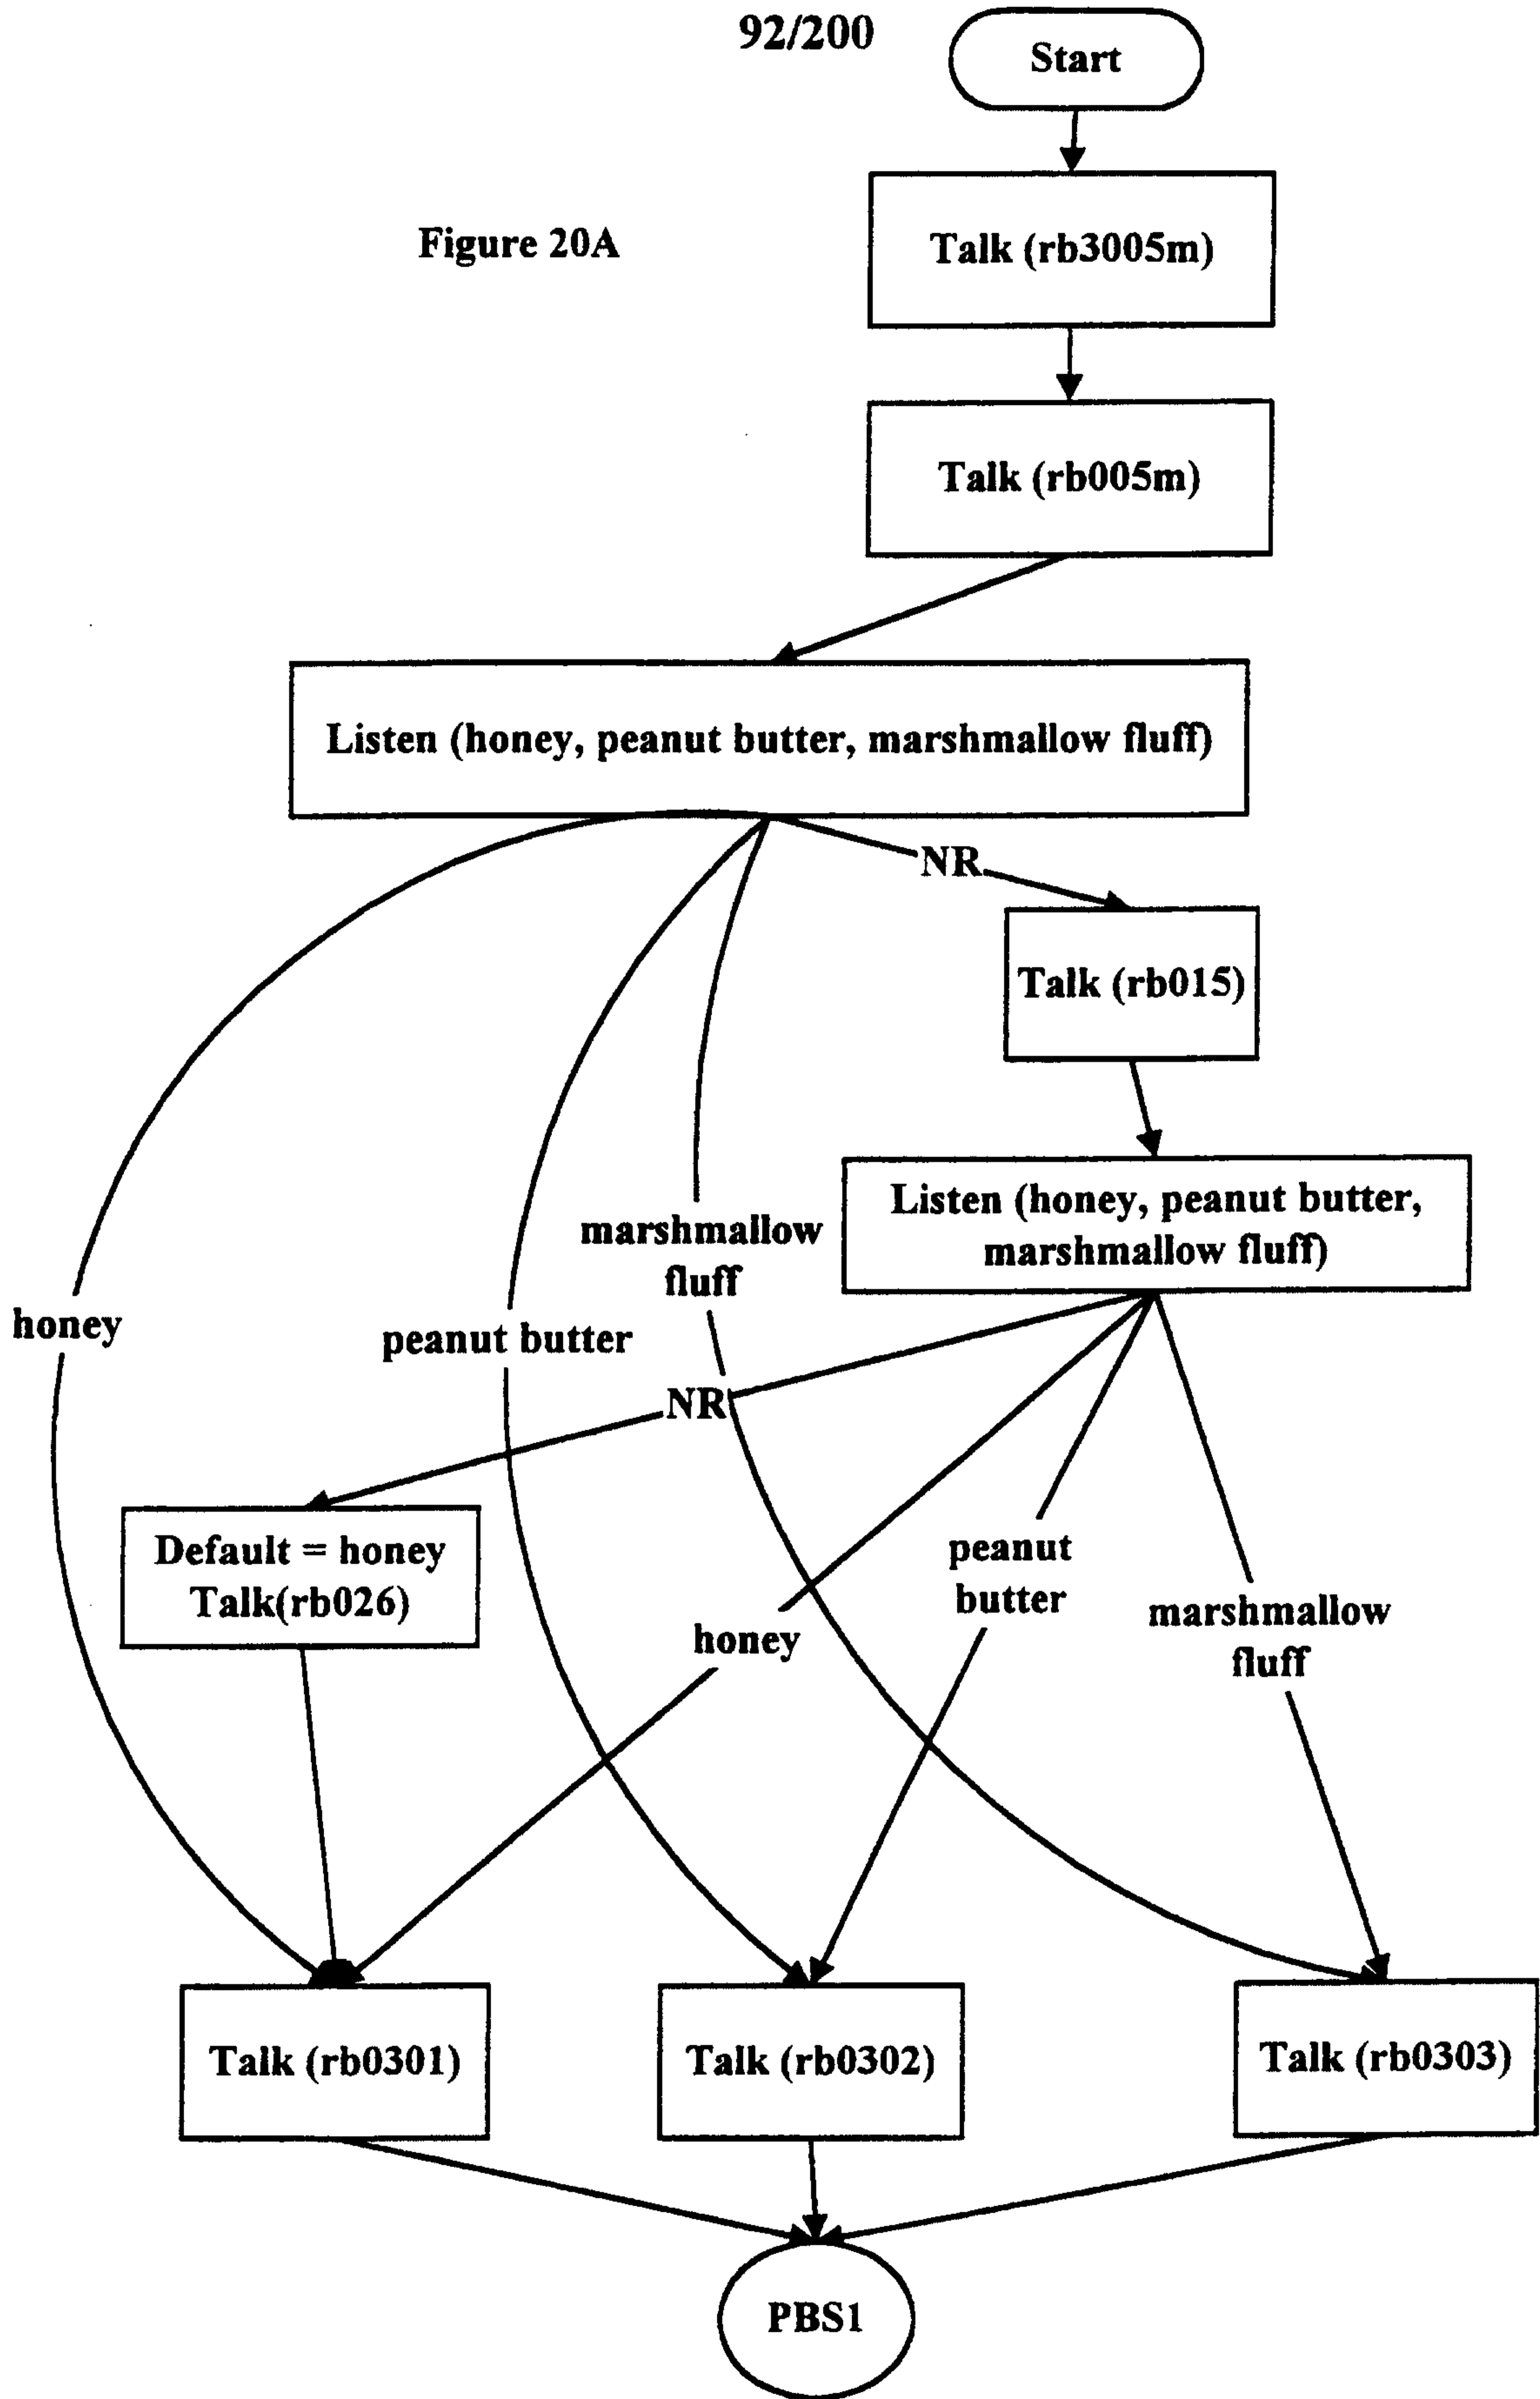 92/200
Start
Figure 20A
Talk (rb3005m)
Talk (rb005m)
Listen (honey, peanut butter, marshmallow fluff)
NR
Talk (rb015)
Listen (honey, peanut butter,
marshmallow fluff)
marshmallow
fluff
honey
peanut butter
NR
Default = honey
Talk(rb026)
peanut
butter
honey
marshmallow
fluff
Talk (rb0301)
Talk (rb0302)
Talk (rb0303)
PBS1